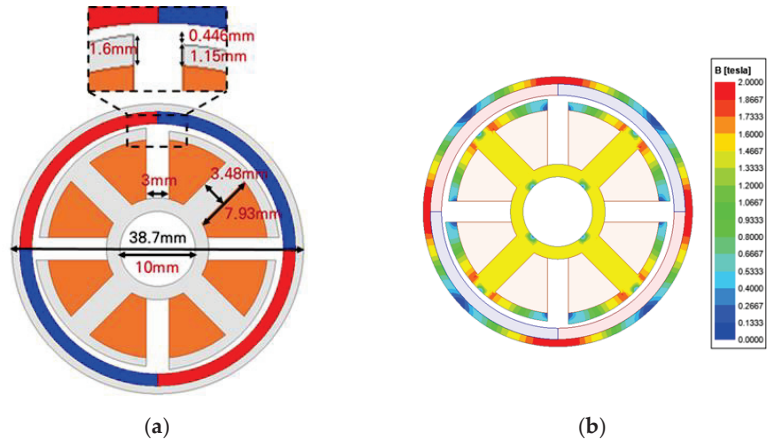 1.6mm
0.446mm
1.15mm
3mm
3.48mm
7.93mm
38.7mm
10mm
(a)
B [tesla]
2.0000
1.8667
1.7333
1.6000
1.4666
1.3333
1.2000
1.0667
0.9333
0.8000
0.6667
0.5333
0.4000
0.2667
0.1333
0.0000
(b)